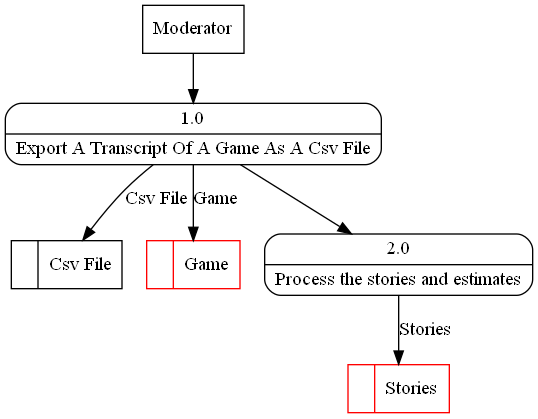 Moderator
1.0
Export A Transcript Of A Game As A Csv File
Csv File
Game
Csv File
Game
2.0
Process the stories and estimates
Stories
Stories